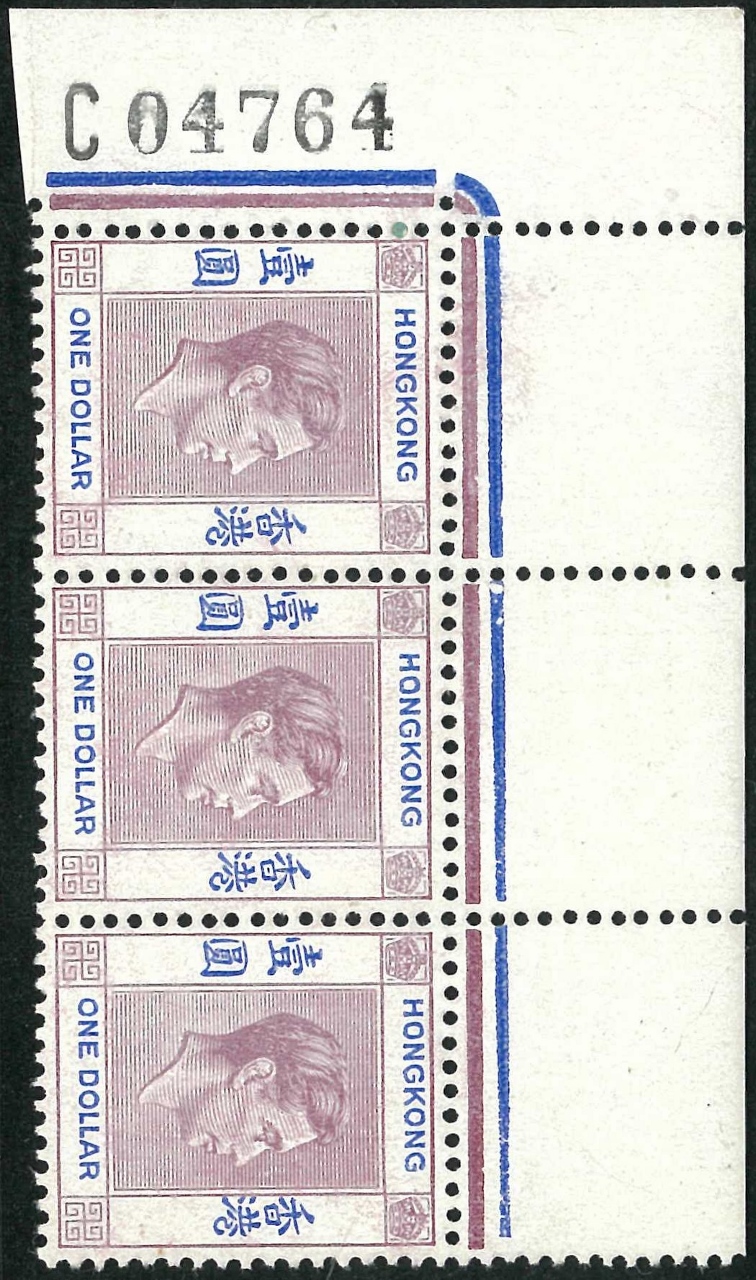 C 04764
HONGKONG
壹圓
香港
ONE DOLLAR
HONGKONG
壹圓
香港
ONE DOLLAR
HONGKONG
壹圓
香港
ONE DOLLAR